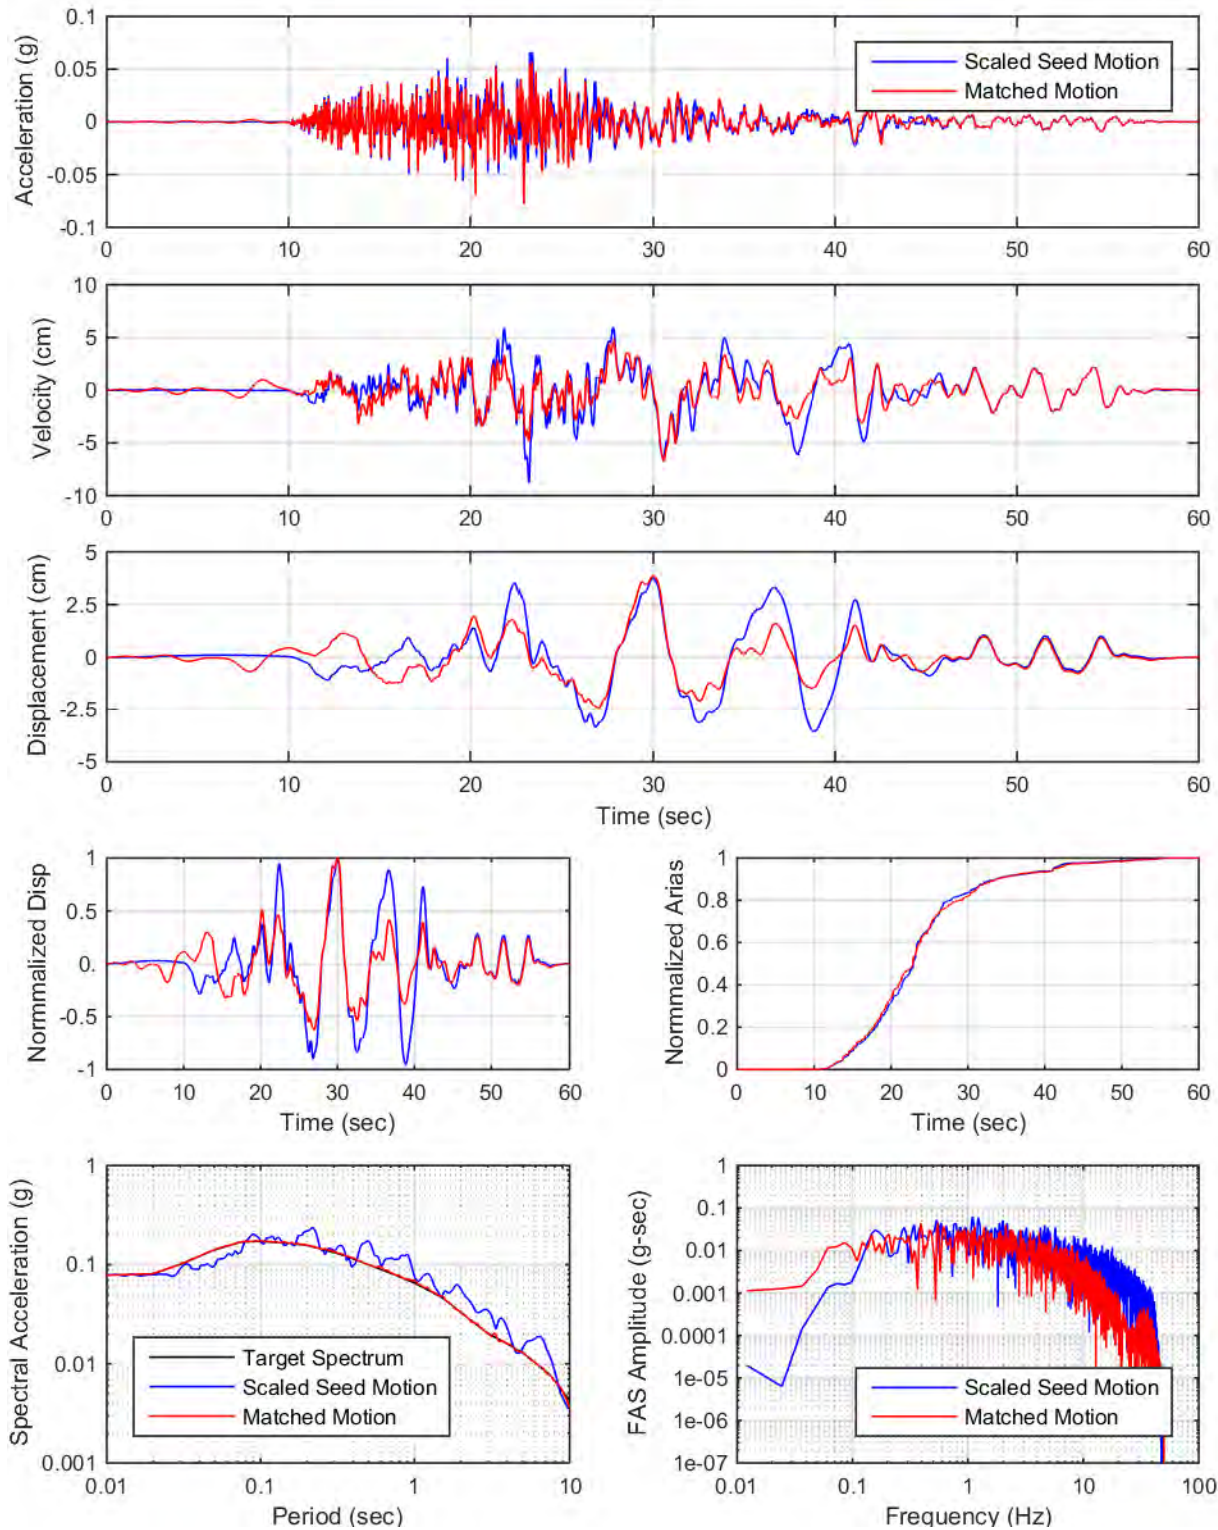 0.1
0.05
0
-0.05
-0.1
Acceleration (g)
Scaled Seed Motion
Matched Motion
0 10 20 30 40 50 60
10
5
0
-5
-10
Velocity (cm)
0 10 20 30 40 50 60
5
2.5
0
-2.5
-5
Displacement (cm)
0 10 20 30 40 50 60
Time (sec)
1
0.5
0
-0.5
-1
Normmalized Disp
0 10 20 30 40 50 60
Time (sec)
1
0.8
0.6
0.4
0.2
0
Normmalized Arias
0 10 20 30 40 50 60
Time (sec)
1
0.1
0.01
0.001
Spectral Acceleration (g)
Target Spectrum
Scaled Seed Motion
Matched Motion
0.01 0.1 1 10
Period (sec)
1
0.1
0.01
0.001
0.0001
1e-05
1e-06
1e-07
FAS Amplitude (g-sec)
Scaled Seed Motion
Matched Motion
0.01 0.1 1 10 100
Frequency (Hz)